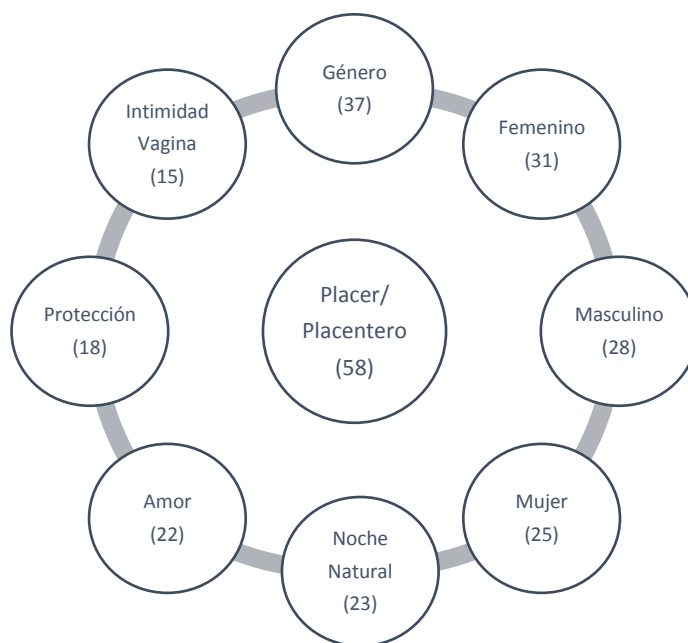 Género
(37)
Femenino
(31)
Masculino
(28)
Mujer
(25)
Noche
Natural
(23)
Amor
(22)
Protección
(18)
Intimidad
Vagina
(15)
Placer/
Placentero
(58)